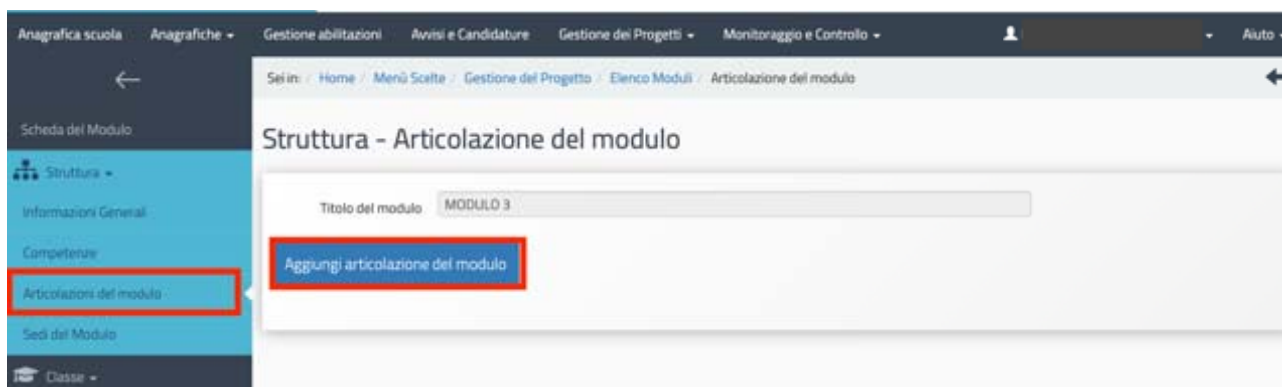 Anagrafica scuola Anagrafiche Gestione abilitazioni Avvisi e Candidature Gestione dei Progetti Monitoraggio e Controllo Aiuto
Sei in: / Home / Menù Scelte / Gestione del Progetto / Elenco Moduli / Articolazione del modulo
Scheda del Modulo
Struttura - Articolazione del modulo
Struttura
Titolo del modulo MODULO 3
Informazioni Generali
Competenze
Aggiungi articolazione del modulo
Articolazioni del modulo
Sedi del Modulo
Classe